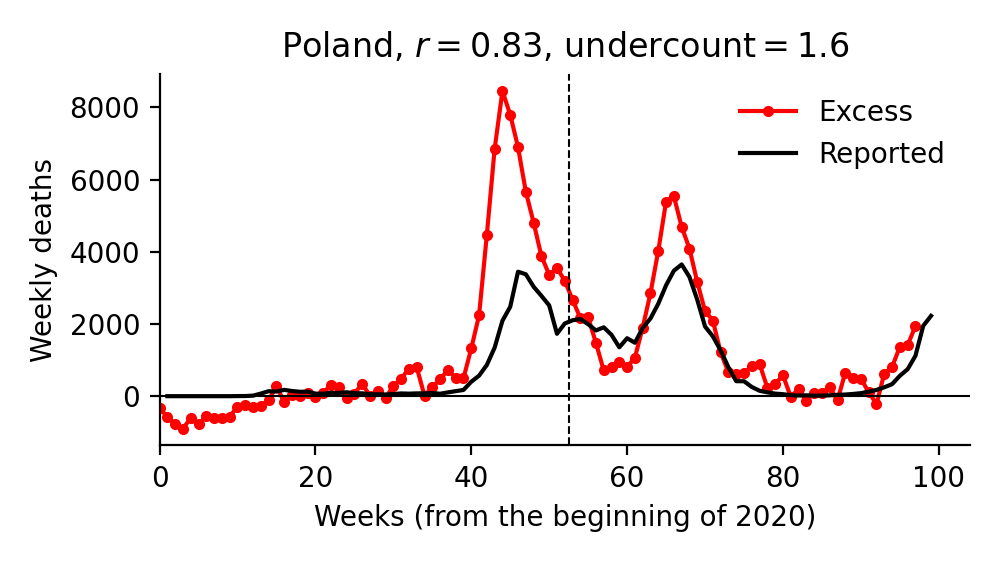 Poland, r = 0.83, undercount = 1.6
Excess
Reported
Weekly deaths
8000
6000
4000
2000
0
0 20 40 60 80 100
Weeks (from the beginning of 2020)